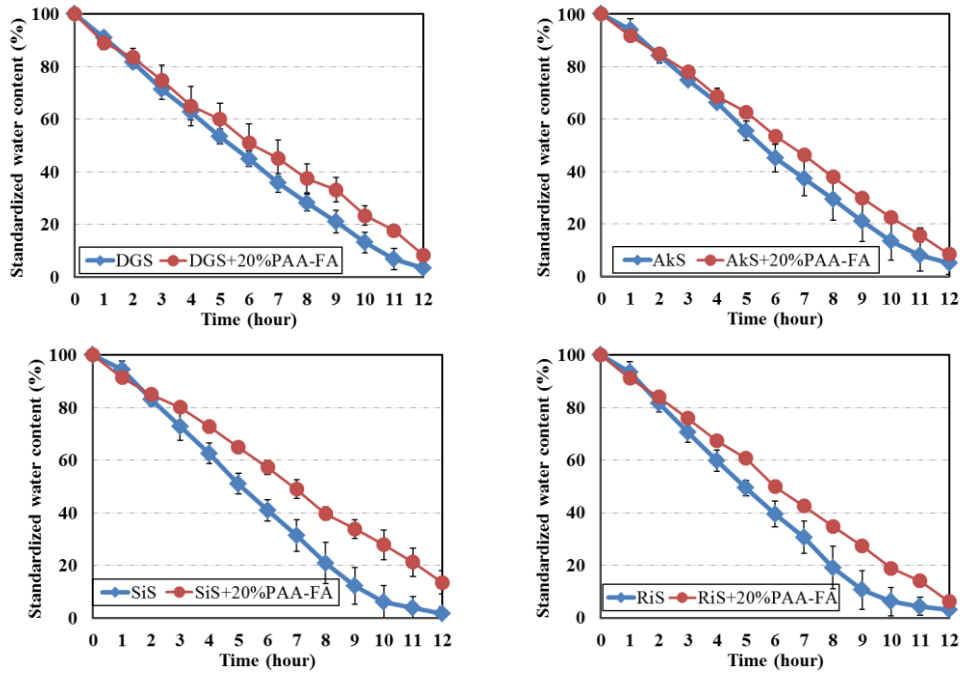 Standardized water content (%)
100
80
60
40
20
0
DGS DGS+20%PAA-FA
0 1 2 3 4 5 6 7 8 9 10 11 12
Time (hour)
Standardized water content (%)
100
80
60
40
20
0
AkS AkS+20%PAA-FA
0 1 2 3 4 5 6 7 8 9 10 11 12
Time (hour)
Standardized water content (%)
100
80
60
40
20
0
SiS SiS+20%PAA-FA
0 1 2 3 4 5 6 7 8 9 10 11 12
Time (hour)
Standardized water content (%)
100
80
60
40
20
0
RiS RiS+20%PAA-FA
0 1 2 3 4 5 6 7 8 9 10 11 12
Time (hour)